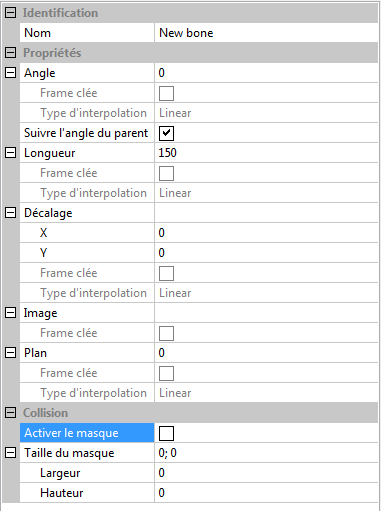 Identification
Nom New bone
Propriétés
Angle 0
Frame clée
Type d'interpolation Linear
Suivre l'angle du parent
Longueur 150
Frame clée
Type d'interpolation Linear
Décalage
X 0
Y 0
Frame clée
Type d'interpolation Linear
Image
Frame clée
Plan 0
Frame clée
Type d'interpolation Linear
Collision
Activer le masque
Taille du masque 0; 0
Largeur 0
Hauteur 0